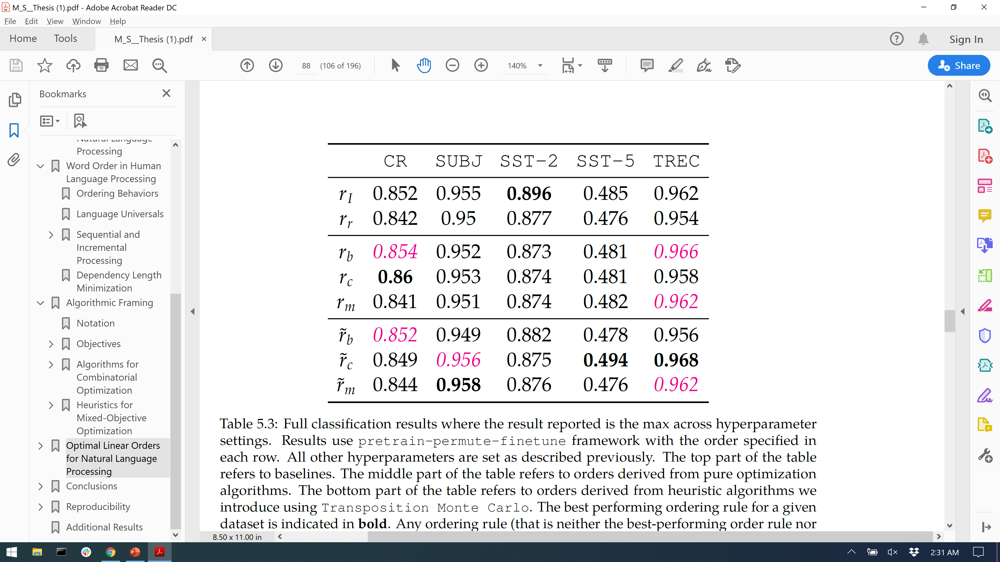 M_S__Thesis (1).pdf - Adobe Acrobat Reader DC
File Edit View Window Help
Home Tools M_S__Thesis (1).pdf × Sign In
88 (106 of 196) 140% Share
Bookmarks
Processing
Word Order in Human
Language Processing
Ordering Behaviors
Language Universals
Sequential and
Incremental
Processing
Dependency Length
Minimization
Algorithmic Framing
Notation
Objectives
Algorithms for
Combinatorial
Optimization
Heuristics for
Mixed-Objective
Optimization
Optimal Linear Orders
for Natural Language
Processing
Conclusions
Reproducibility
Additional Results
CR SUBJ SST-2 SST-5 TREC
r_I 0.852 0.955 0.896 0.485 0.962
r_r 0.842 0.95 0.877 0.476 0.954
r_b 0.854 0.952 0.873 0.481 0.966
r_c 0.86 0.953 0.874 0.481 0.958
r_m 0.841 0.951 0.874 0.482 0.962
r̃_b 0.852 0.949 0.882 0.478 0.956
r̃_c 0.849 0.956 0.875 0.494 0.968
r̃_m 0.844 0.958 0.876 0.476 0.962
Table 5.3: Full classification results where the result reported is the max across hyperparameter
settings. Results use pretrain-permute-finetune framework with the order specified in
each row. All other hyperparameters are set as described previously. The top part of the table
refers to baselines. The middle part of the table refers to orders derived from pure optimization
algorithms. The bottom part of the table refers to orders derived from heuristic algorithms we
introduce using Transposition Monte Carlo. The best performing ordering rule for a given
dataset is indicated in bold. Any ordering rule (that is neither the best-performing order rule nor
8.50 x 11.00 in
2:31 AM